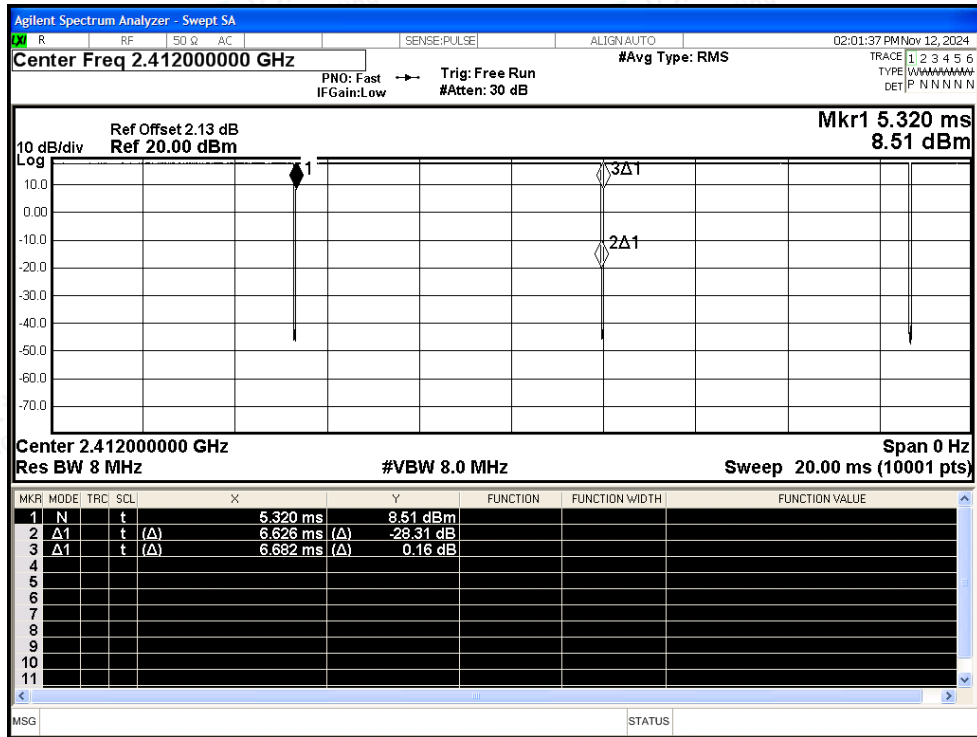 Agilent Spectrum Analyzer - Swept SA
LXI R RF 50 Ω AC SENSE:PULSE ALIGN AUTO 02:01:37 PM Nov 12, 2024
Center Freq 2.412000000 GHz #Avg Type: RMS TRACE 1 2 3 4 5 6
PNO: Fast Trig: Free Run TYPE WWWWWW
IFGain:Low #Atten: 30 dB DET P N N N N N
Mkr1 5.320 ms
Ref Offset 2.13 dB
10 dB/div Ref 20.00 dBm 8.51 dBm
Log
1 3Δ1
10.0
0.00
-10.0
2Δ1
-20.0
-30.0
-40.0
-50.0
-60.0
-70.0
Center 2.412000000 GHz Span 0 Hz
Res BW 8 MHz #VBW 8.0 MHz Sweep 20.00 ms (10001 pts)
MKR MODE TRC SCL X Y FUNCTION FUNCTION WIDTH FUNCTION VALUE
1 N t 5.320 ms 8.51 dBm
2 Δ1 t (Δ) 6.626 ms (Δ) -28.31 dB
3 Δ1 t (Δ) 6.682 ms (Δ) 0.16 dB
4
5
6
7
8
9
10
11
MSG STATUS